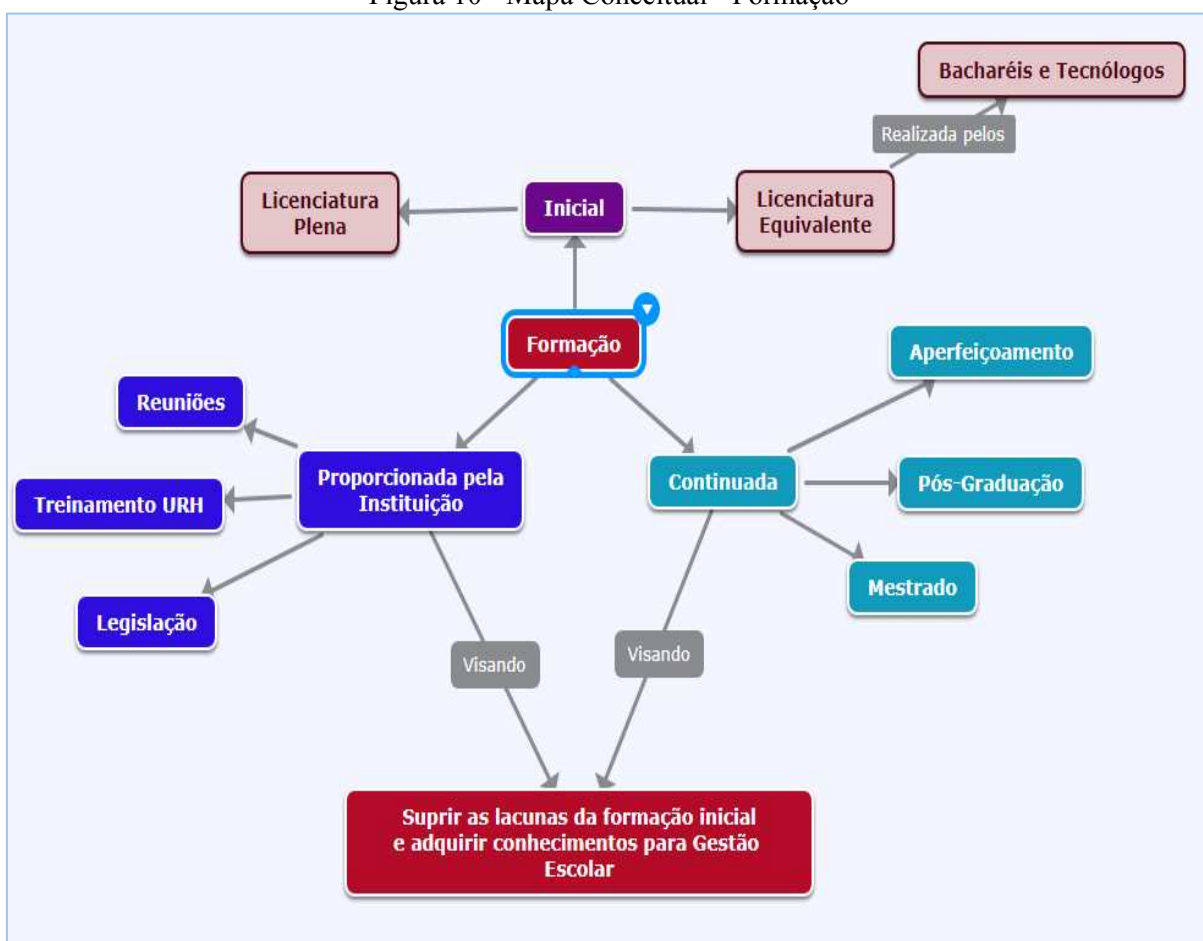 Figura 10 - Mapa Conceitual - Formação
Bacharéis e Tecnólogos
Realizada pelos
Licenciatura
Plena
Inicial
Licenciatura
Equivalente
Formação
Aperfeiçoamento
Reuniões
Proporcionada pela
Instituição
Continuada
Pós-Graduação
Treinamento URH
Mestrado
Legislação
Visando
Visando
Suprir as lacunas da formação inicial
e adquirir conhecimentos para Gestão
Escolar